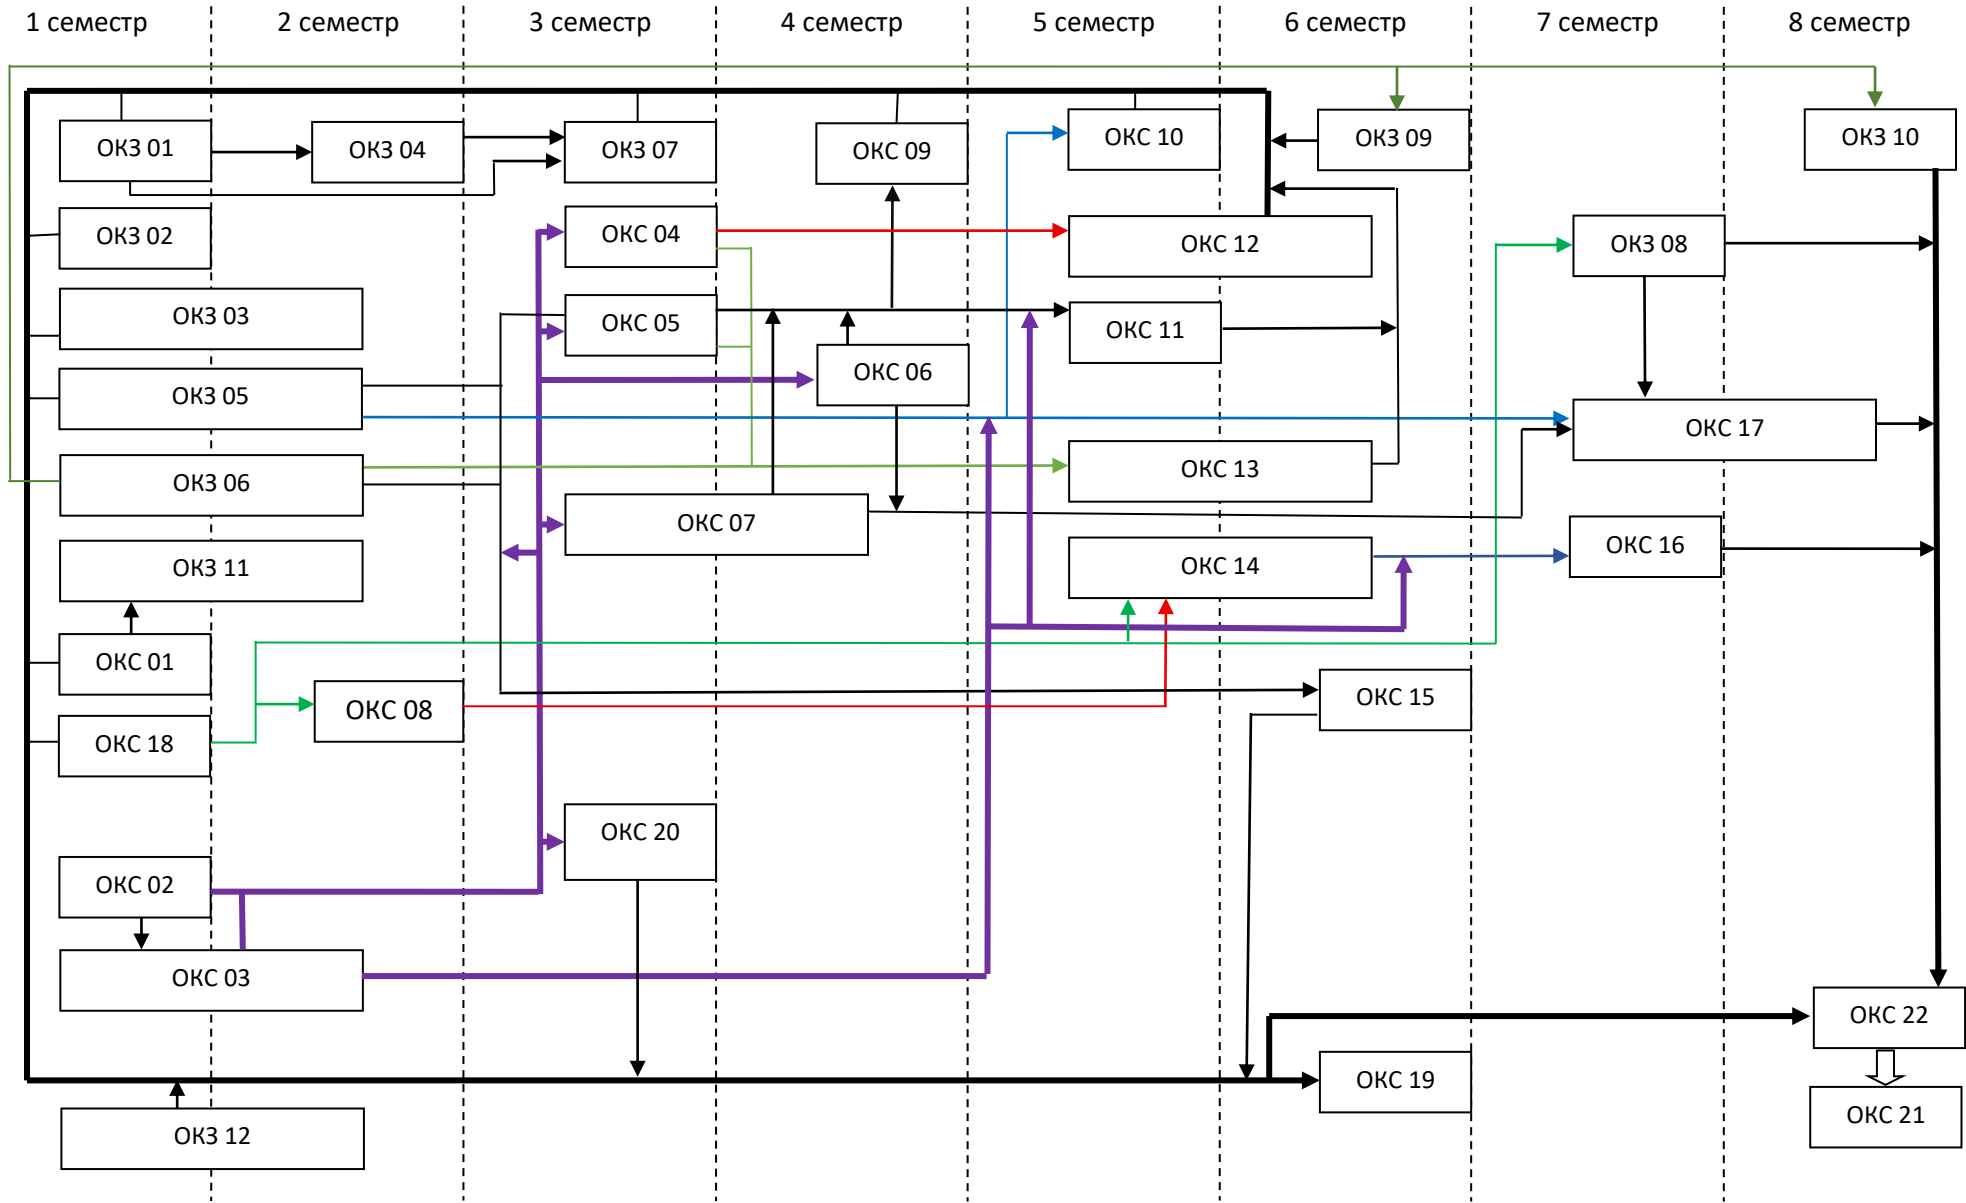 1 семестр 2 семестр 3 семестр 4 семестр 5 семестр 6 семестр 7 семестр 8 семестр
ОКЗ 01
ОКЗ 04
ОКЗ 07
ОКС 09
ОКС 10
ОКЗ 09
ОКЗ 10
ОКЗ 02
ОКС 04
ОКС 12
ОКЗ 08
ОКЗ 03
ОКС 05
ОКС 11
ОКЗ 05
ОКС 06
ОКС 17
ОКЗ 06
ОКС 13
ОКС 07
ОКЗ 11
ОКС 14
ОКС 16
ОКС 01
ОКС 08
ОКС 15
ОКС 18
ОКС 20
ОКС 02
ОКС 03
ОКС 22
ОКС 19
ОКЗ 12
ОКС 21